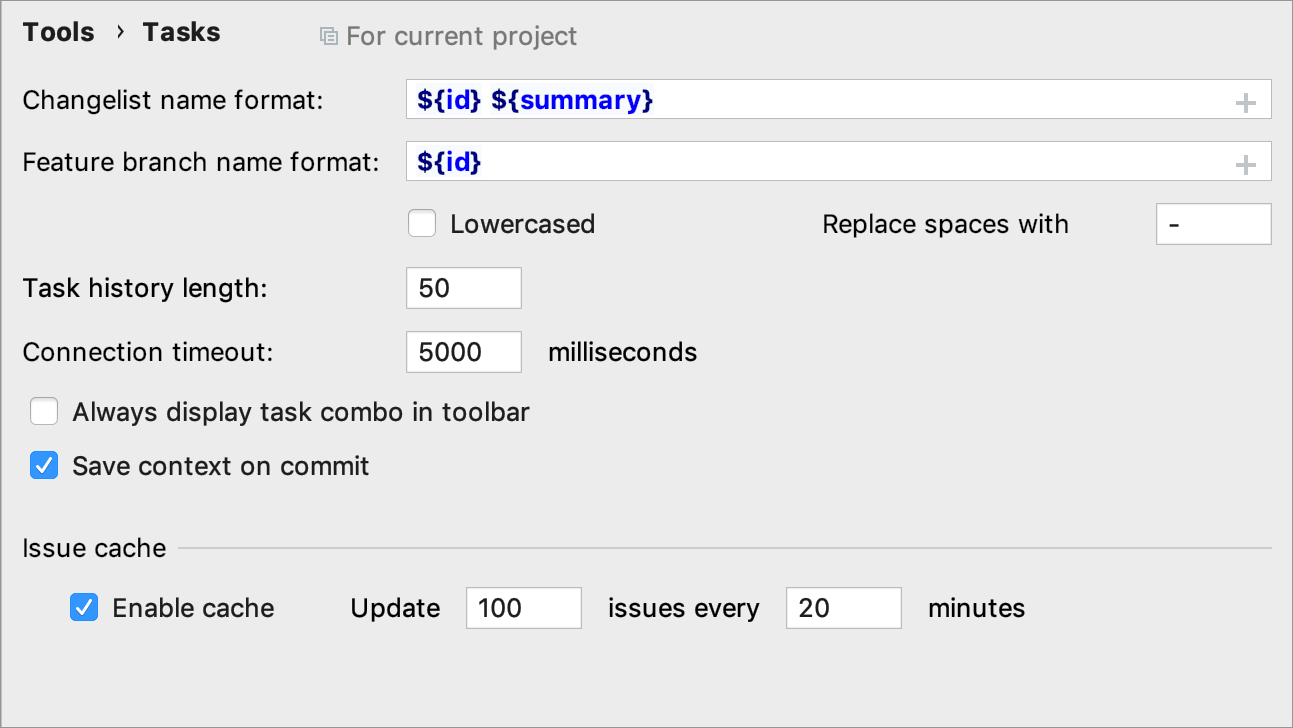 Tools › Tasks For current project
Changelist name format: ${id} ${summary}
Feature branch name format: ${id}
Lowercased Replace spaces with -
Task history length: 50
Connection timeout: 5000 milliseconds
Always display task combo in toolbar
Save context on commit
Issue cache
Enable cache Update 100 issues every 20 minutes